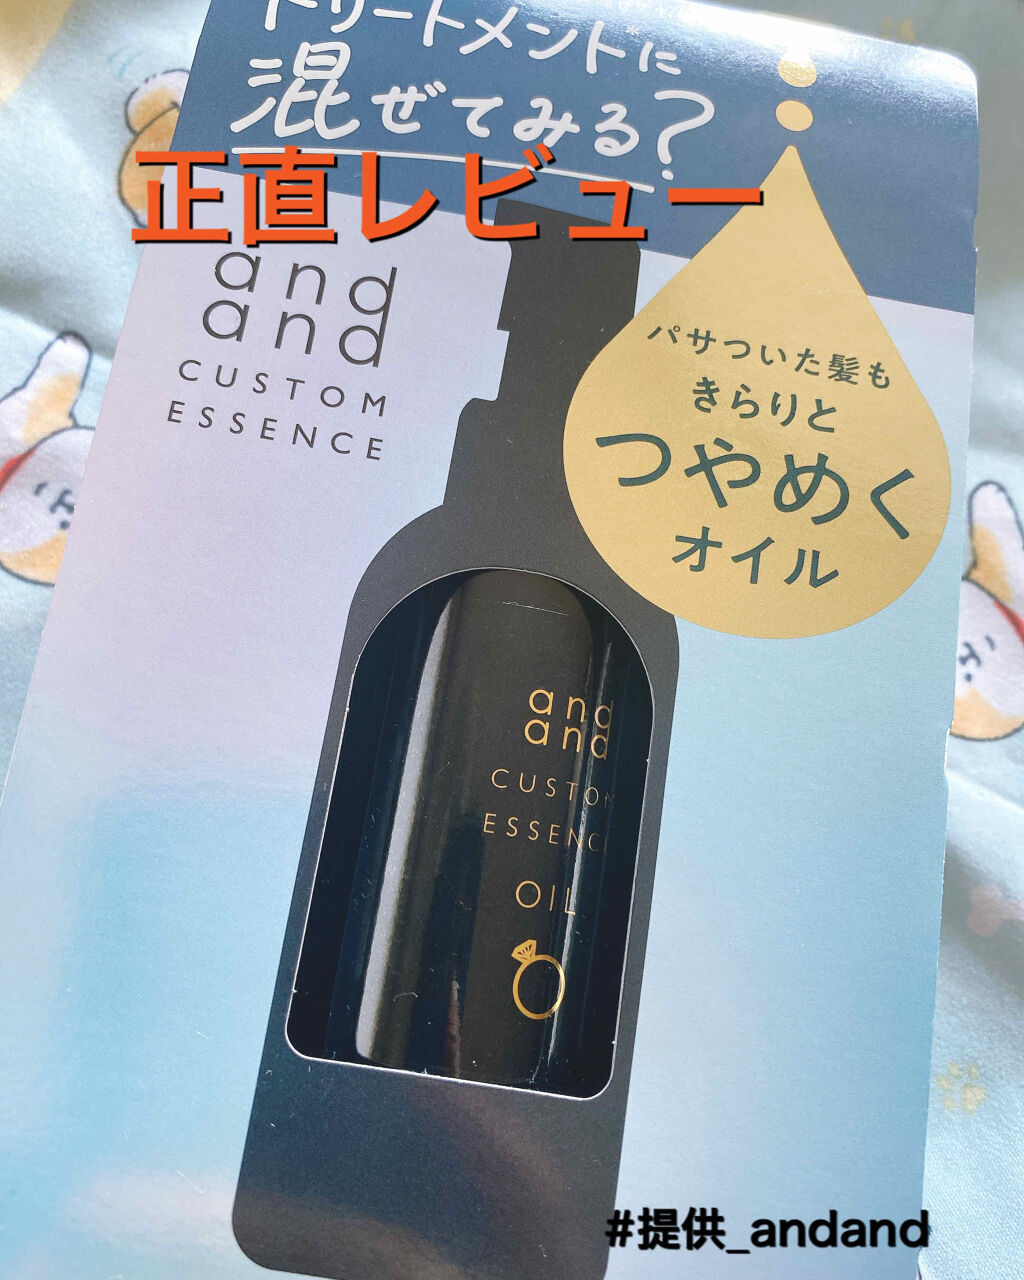 トリートメント*に
混ぜてみる?
正直レビュー
and
and
CUSTOM
ESSENCE
パサついた髪も
きらりと
つやめく
オイル
and
and
CUSTOM
ESSENCE
OIL
#提供_andand